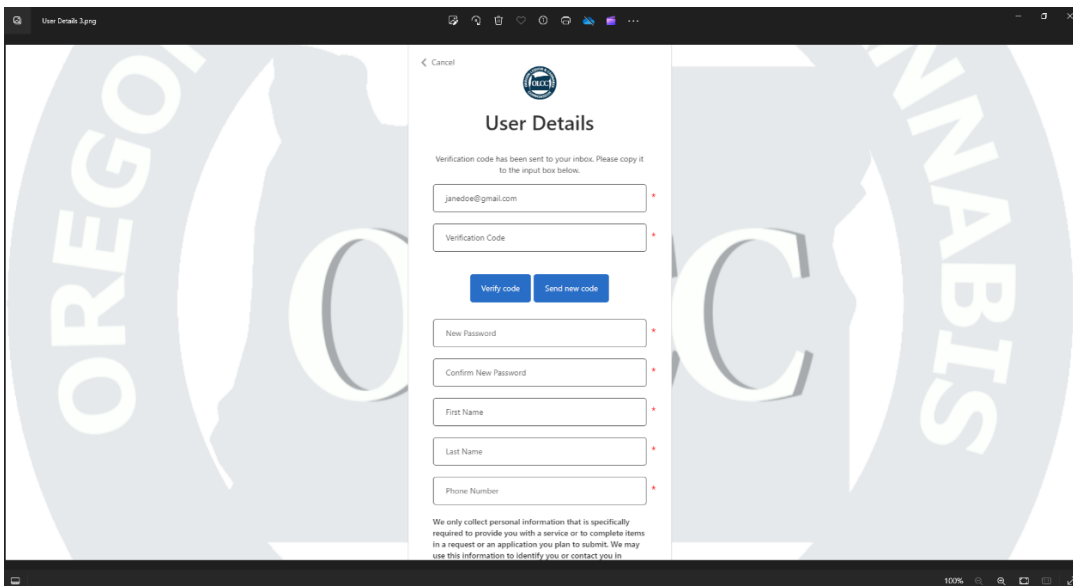 User Details 3.png
Cancel
OLCC
User Details
Verification code has been sent to your inbox. Please copy it
to the input box below.
janedoe@gmail.com *
Verification Code *
Verify code Send new code
New Password *
Confirm New Password *
First Name *
Last Name *
Phone Number *
We only collect personal information that is specifically
required to provide you with a service or to complete items
in a request or an application you plan to submit. We may
use this information to identify you or contact you in
OREGO
OLCC
NNABIS
100%